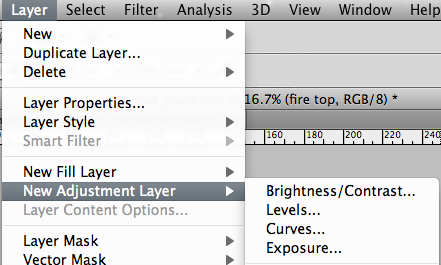 Layer Select Filter Analysis 3D View Window Help
New
Duplicate Layer...
Delete
16.7% (fire top, RGB/8) *
Layer Properties...
Layer Style
Smart Filter
160 180 200 220 240
New Fill Layer
New Adjustment Layer
Brightness/Contrast...
Layer Content Options...
Levels...
Curves...
Layer Mask
Exposure...
Vector Mask